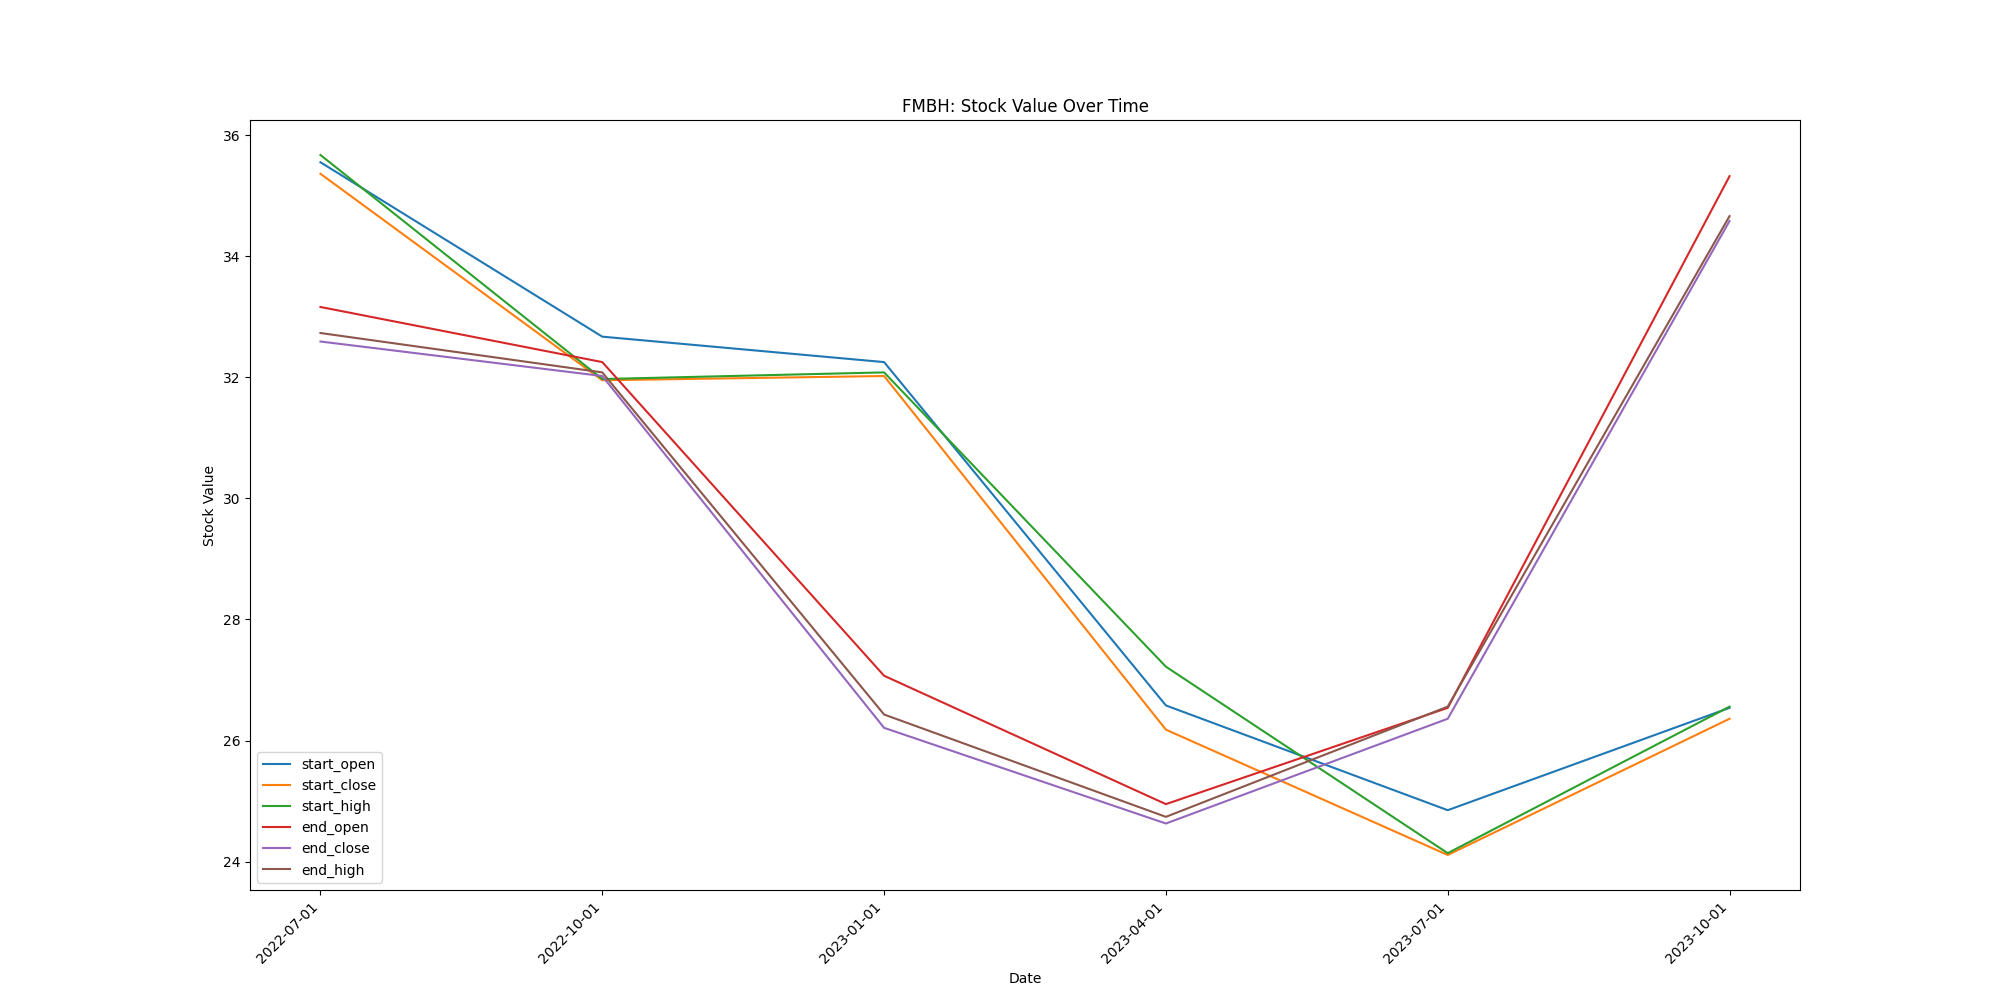 FMBH: Stock Value Over Time
36
34
32
30
28
26
24
Stock Value
start_open
start_close
start_high
end_open
end_close
end_high
2022-07-01
2022-10-01
2023-01-01
2023-04-01
2023-07-01
2023-10-01
Date